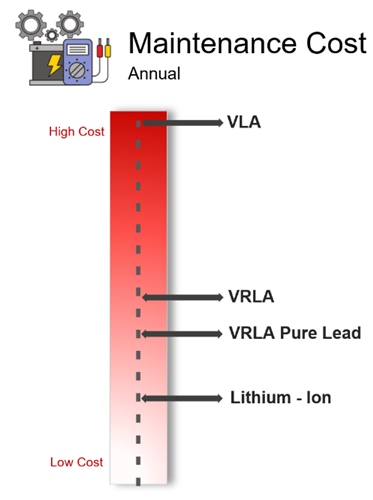 Maintenance Cost
Annual
High Cost
VLA
VRLA
VRLA Pure Lead
Lithium - Ion
Low Cost